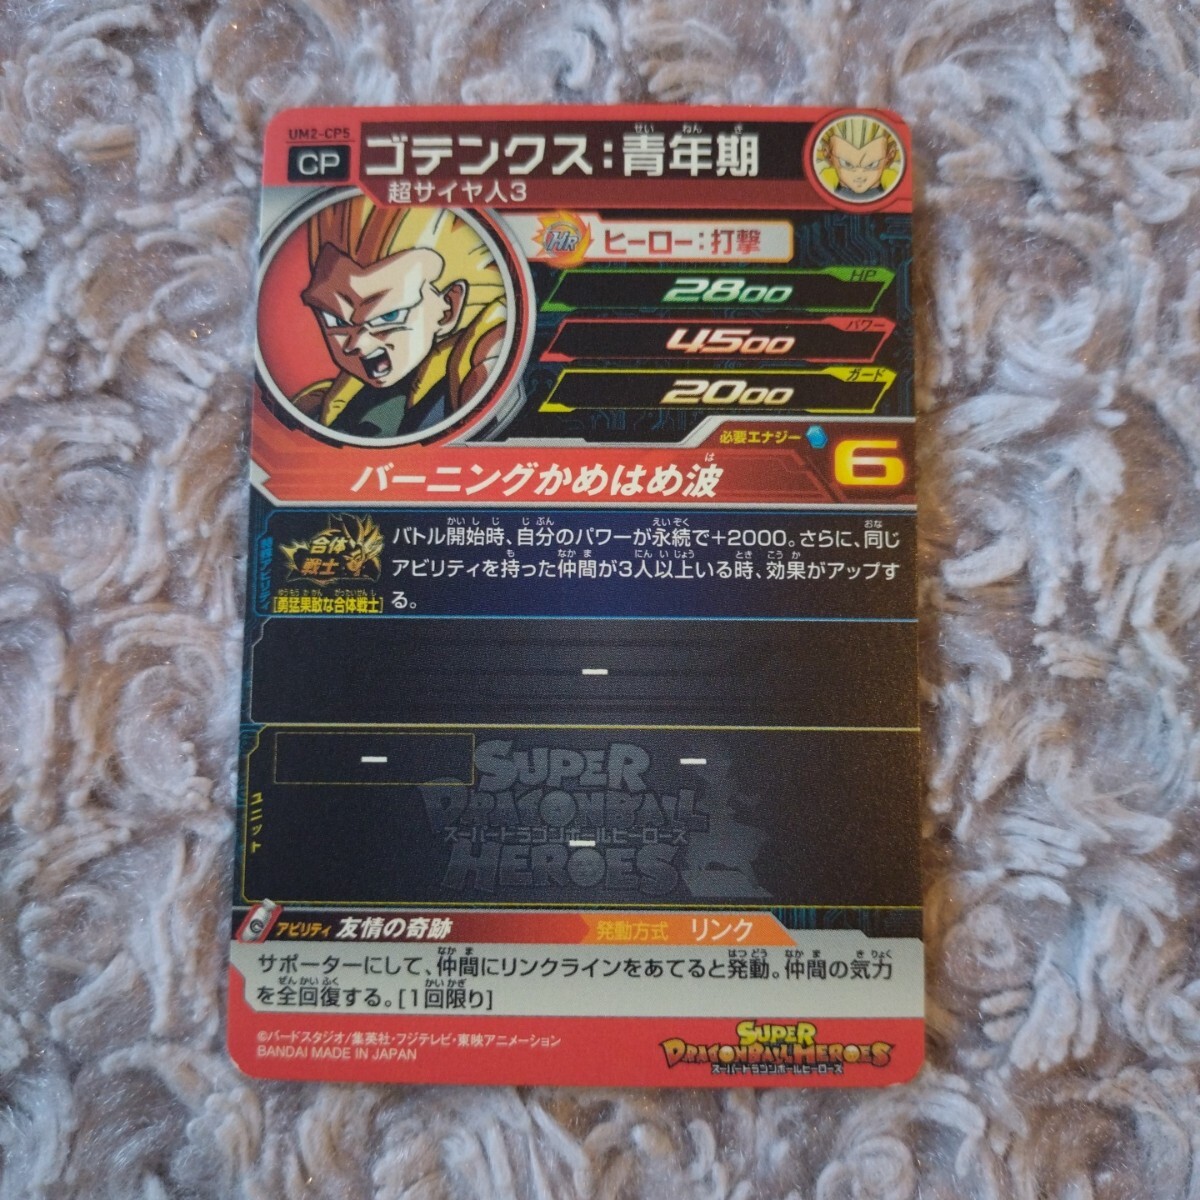 UM2-CP5
CP
ゴテンクス:青年期
せい ねん き
超サイヤ人3
HR
ヒーロー:打撃
HP
2800
パワー
4500
ガード
2000
必要エナジー
6
バーニングかめはめ波
は
合体
戦士
[勇猛果敢な合体戦士]
バトル開始時、自分のパワーが永続で+2000。さらに、同じ
アビリティを持った仲間が3人以上いる時、効果がアップす
る。
ー
ー
ー
ユニット
ー
SUPER
DRAGONBALL
スーパードラゴンボールヒーローズ
HEROES
アビリティ 友情の奇跡 発動方式 リンク
サポーターにして、仲間にリンクラインをあてると発動。仲間の気力
を全回復する。[1回限り]
©バードスタジオ/集英社・フジテレビ・東映アニメーション
BANDAI MADE IN JAPAN
SUPER
DRAGONBALL HEROES
スーパードラゴンボールヒーローズ